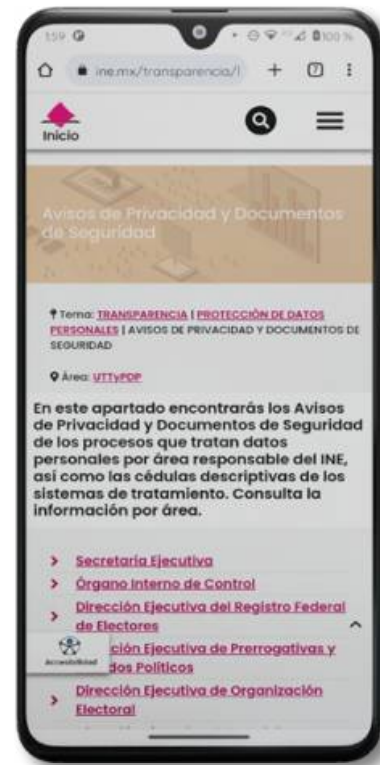 1:59 G
100 %
ine.mx/transparencia/l
Inicio
Avisos de Privacidad y Documentos
de Seguridad
Tema: TRANSPARENCIA | PROTECCIÓN DE DATOS
PERSONALES | AVISOS DE PRIVACIDAD Y DOCUMENTOS DE
SEGURIDAD
Área: UTTyPDP
En este apartado encontrarás los Avisos
de Privacidad y Documentos de Seguridad
de los procesos que tratan datos
personales por área responsable del INE,
así como las cédulas descriptivas de los
sistemas de tratamiento. Consulta la
información por área.
> Secretaría Ejecutiva
> Órgano Interno de Control
> Dirección Ejecutiva del Registro Federal
de Electores
Accesibilidad
ción Ejecutiva de Prerrogativas y
dos Políticos
> Dirección Ejecutiva de Organización
Electoral